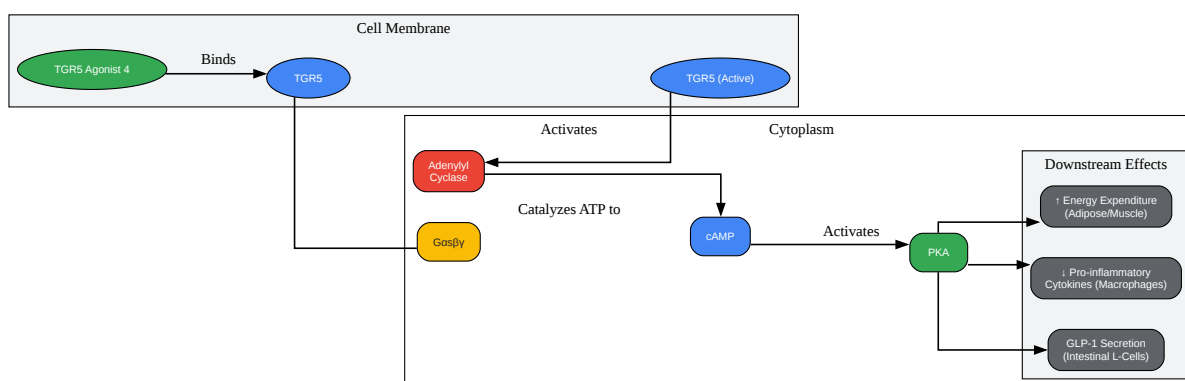 Cell Membrane
TGR5 Agonist 4
Binds
TGR5
TGR5 (Active)
Activates
Cytoplasm
Adenylyl
Cyclase
Catalyzes ATP to
Gαsβγ
cAMP
Activates
PKA
Downstream Effects
↑ Energy Expenditure
(Adipose/Muscle)
↓ Pro-inflammatory
Cytokines (Macrophages)
GLP-1 Secretion
(Intestinal L-Cells)